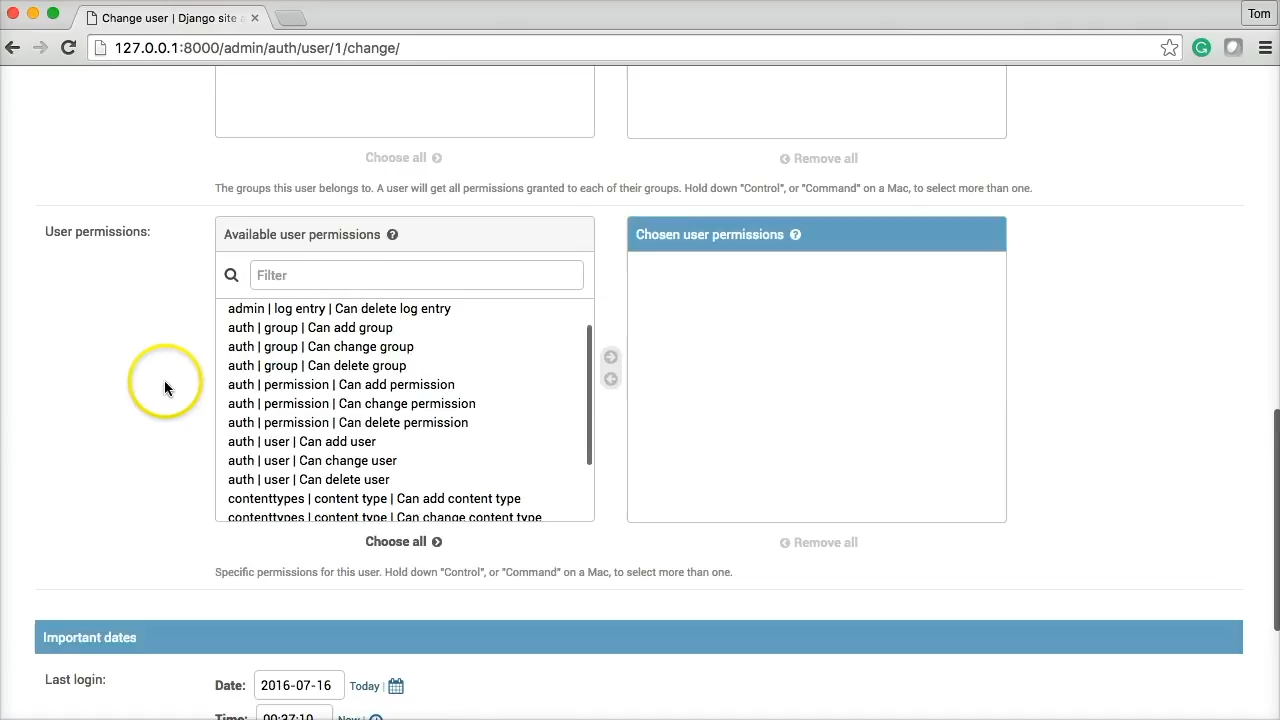 Change user | Django site
Tom
127.0.0.1:8000/admin/auth/user/1/change/
Choose all
Remove all
The groups this user belongs to. A user will get all permissions granted to each of their groups. Hold down "Control", or "Command" on a Mac, to select more than one.
User permissions:
Available user permissions
Chosen user permissions
Filter
admin | log entry | Can delete log entry
auth | group | Can add group
auth | group | Can change group
auth | group | Can delete group
auth | permission | Can add permission
auth | permission | Can change permission
auth | permission | Can delete permission
auth | user | Can add user
auth | user | Can change user
auth | user | Can delete user
contenttypes | content type | Can add content type
contenttypes | content type | Can change content type
Choose all
Remove all
Specific permissions for this user. Hold down "Control", or "Command" on a Mac, to select more than one.
Important dates
Last login:
Date: 2016-07-16 Today |
Time: 00:37:10 Now |